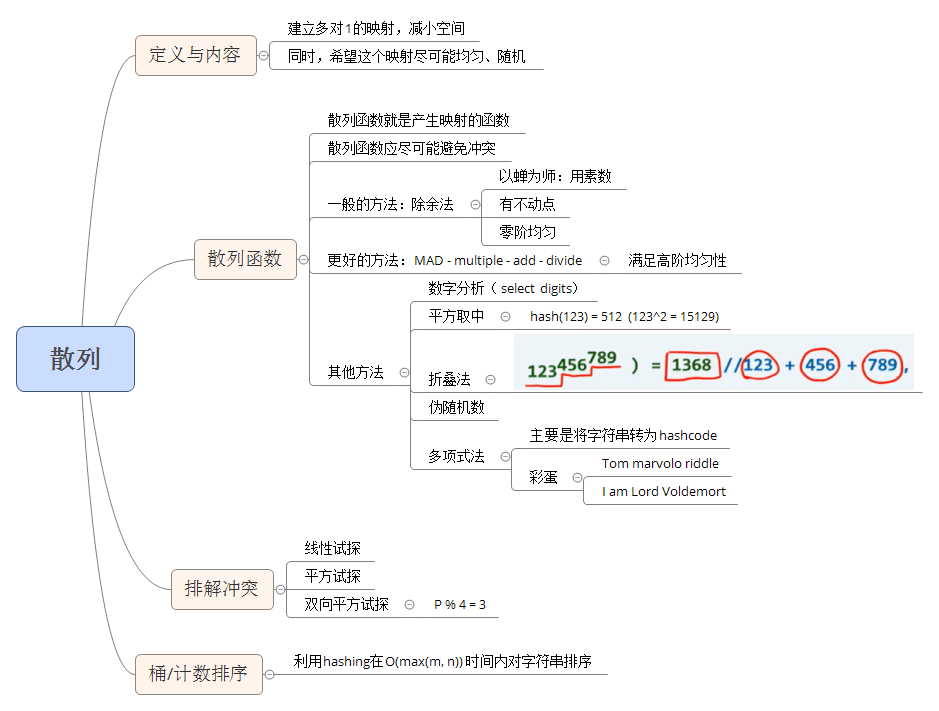 散列
定义与内容
建立多对1的映射，减小空间
同时，希望这个映射尽可能均匀、随机
散列函数
散列函数就是产生映射的函数
散列函数应尽可能避免冲突
一般的方法：除余法
以蝉为师：用素数
有不动点
零阶均匀
更好的方法：MAD - multiple - add - divide
满足高阶均匀性
其他方法
数字分析（ select digits）
平方取中
hash(123) = 512 (123^2 = 15129)
折叠法
123456789 ) = 1368 //123 + 456 + 789,
伪随机数
多项式法
主要是将字符串转为hashcode
彩蛋
Tom marvolo riddle
I am Lord Voldemort
排解冲突
线性试探
平方试探
双向平方试探
P % 4 = 3
桶/计数排序
利用hashing在O(max(m, n)) 时间内对字符串排序